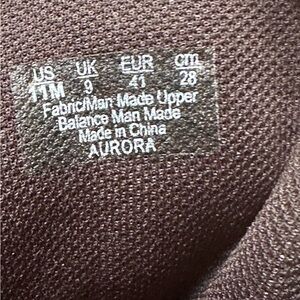 US UK EUR cm
11M 9 41 28
Fabric/Man Made Upper
Balance Man Made
Made in China
AURORA